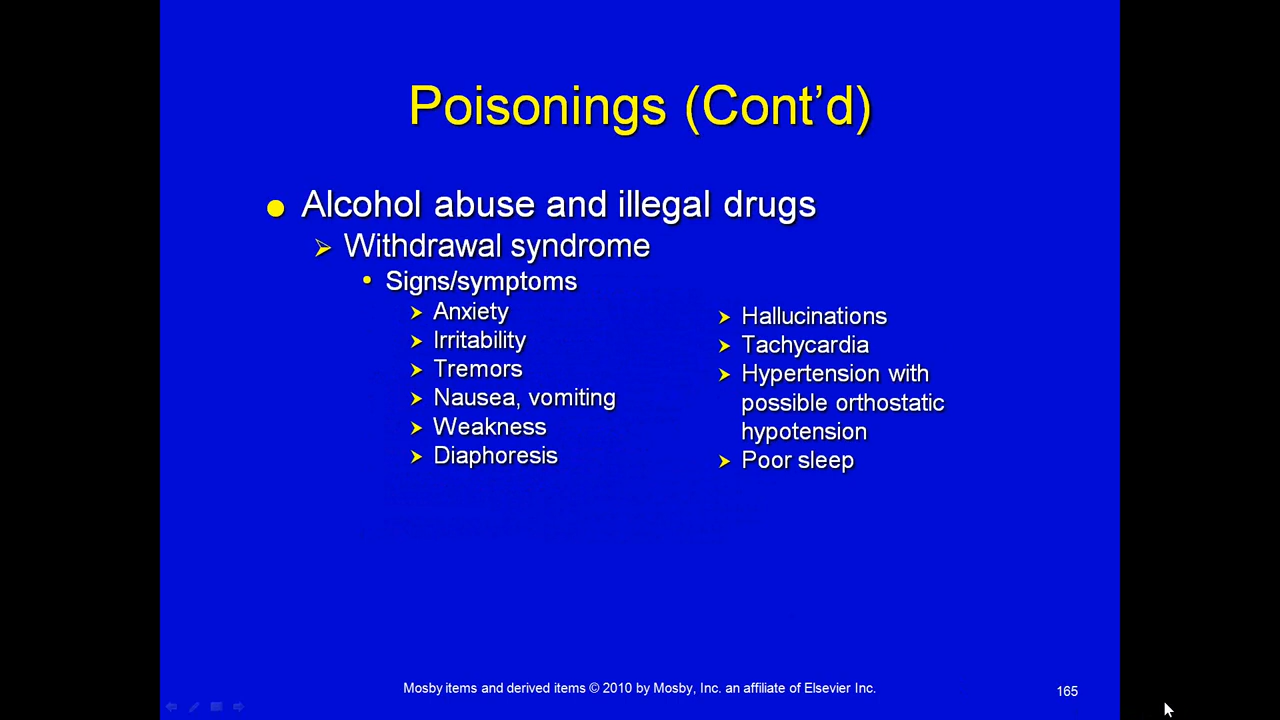 Poisonings (Cont’d)
Alcohol abuse and illegal drugs
Withdrawal syndrome
Signs/symptoms
Anxiety
Irritability
Tremors
Nausea, vomiting
Weakness
Diaphoresis
Hallucinations
Tachycardia
Hypertension with
possible orthostatic
hypotension
Poor sleep
Mosby items and derived items © 2010 by Mosby, Inc. an affiliate of Elsevier Inc.
165